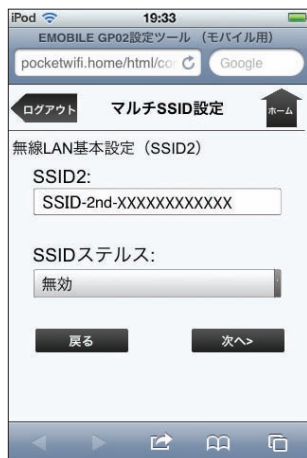 iPod 19:33
EMOBILE GP02設定ツール (モバイル用)
pocketwifi.home/html/co Google
ログアウト マルチSSID設定 ホーム
無線LAN基本設定(SSID2)
SSID2:
SSID-2nd-XXXXXXXXXXXX
SSIDステルス:
無効
戻る 次へ>